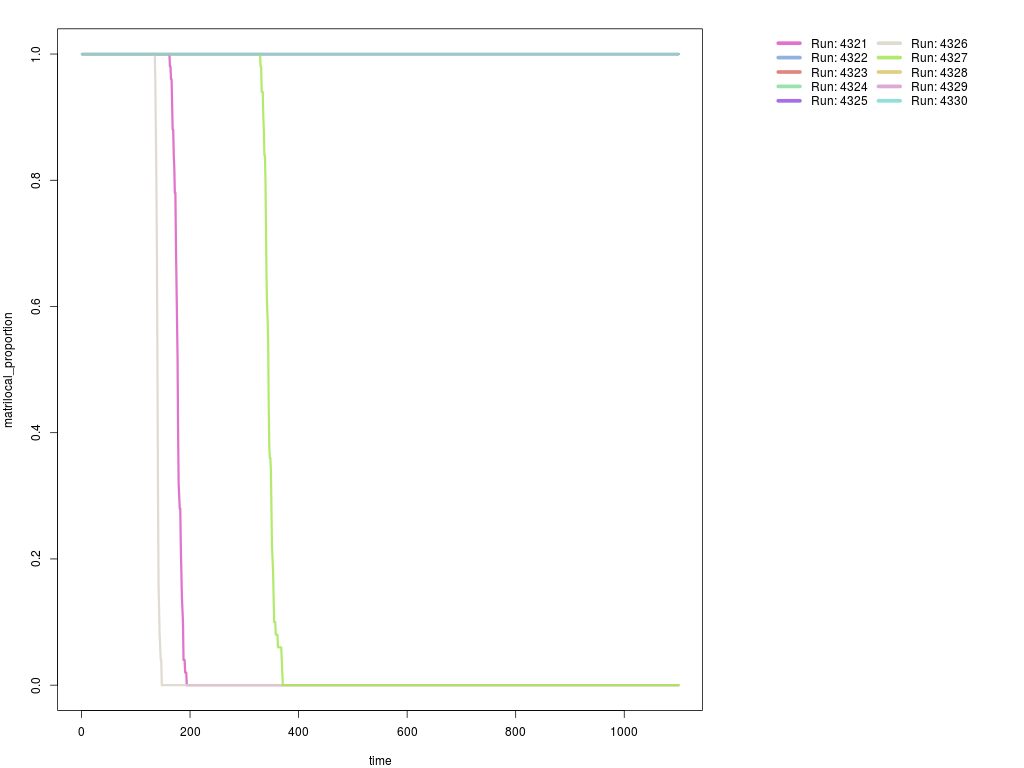 1.0
0.8
0.6
0.4
0.2
0.0
matrilocal_proportion
0
200
400
600
800
1000
time
Run: 4321
Run: 4322
Run: 4323
Run: 4324
Run: 4325
Run: 4326
Run: 4327
Run: 4328
Run: 4329
Run: 4330